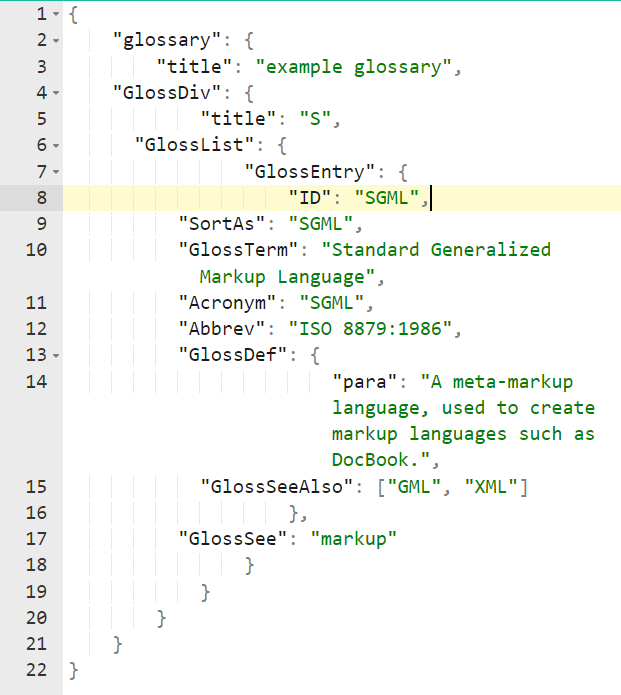 1 {
2 "glossary": {
3 "title": "example glossary",
4 "GlossDiv": {
5 "title": "S",
6 "GlossList": {
7 "GlossEntry": {
8 "ID": "SGML",
9 "SortAs": "SGML",
10 "GlossTerm": "Standard Generalized
Markup Language",
11 "Acronym": "SGML",
12 "Abbrev": "ISO 8879:1986",
13 "GlossDef": {
14 "para": "A meta-markup
language, used to create
markup languages such as
DocBook.",
15 "GlossSeeAlso": ["GML", "XML"]
16 },
17 "GlossSee": "markup"
18 }
19 }
20 }
21 }
22 }